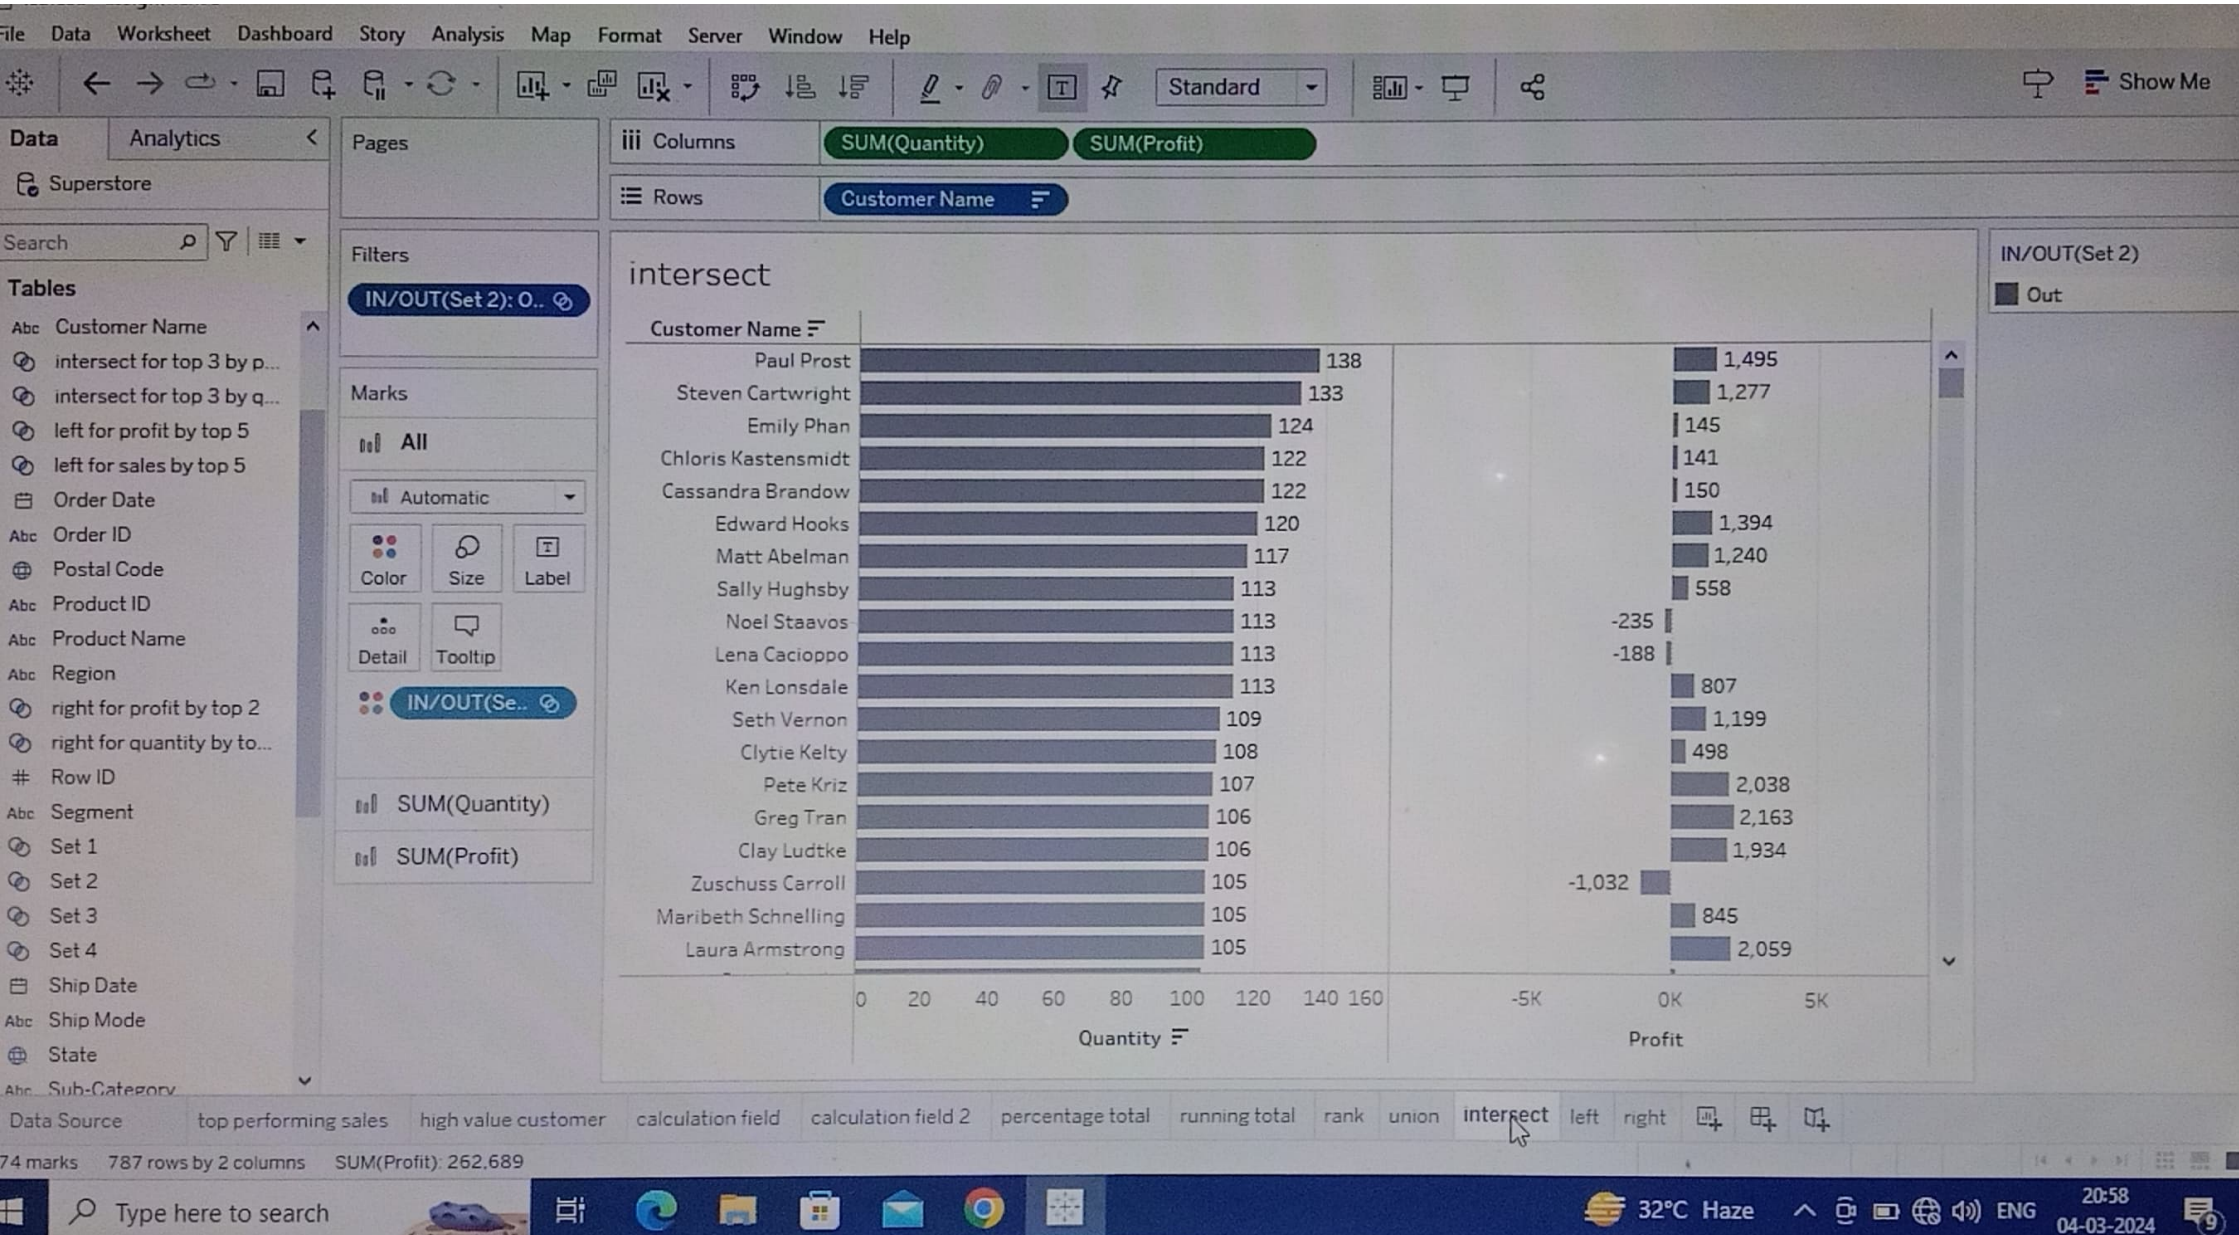 File Data Worksheet Dashboard Story Analysis Map Format Server Window Help
Standard
Show Me
Data Analytics
Superstore
Search
Tables
Abc Customer Name
intersect for top 3 by p...
intersect for top 3 by q...
left for profit by top 5
left for sales by top 5
Order Date
Abc Order ID
Postal Code
Abc Product ID
Abc Product Name
Abc Region
right for profit by top 2
right for quantity by to...
# Row ID
Abc Segment
Set 1
Set 2
Set 3
Set 4
Ship Date
Abc Ship Mode
State
Abc Sub-Category
Pages
Filters
IN/OUT(Set 2): O..
Marks
All
Automatic
Color Size Label
Detail Tooltip
IN/OUT(Se..
SUM(Quantity)
SUM(Profit)
Columns SUM(Quantity) SUM(Profit)
Rows Customer Name
intersect
Customer Name
Paul Prost 138 1,495
Steven Cartwright 133 1,277
Emily Phan 124 145
Chloris Kastensmidt 122 141
Cassandra Brandow 122 150
Edward Hooks 120 1,394
Matt Abelman 117 1,240
Sally Hughsby 113 558
Noel Staavos 113 -235
Lena Cacioppo 113 -188
Ken Lonsdale 113 807
Seth Vernon 109 1,199
Clytie Kelty 108 498
Pete Kriz 107 2,038
Greg Tran 106 2,163
Clay Ludtke 106 1,934
Zuschuss Carroll 105 -1,032
Maribeth Schnelling 105 845
Laura Armstrong 105 2,059
0 20 40 60 80 100 120 140 160 -5K 0K 5K
Quantity Profit
IN/OUT(Set 2)
Out
Data Source top performing sales high value customer calculation field calculation field 2 percentage total running total rank union intersect left right
74 marks 787 rows by 2 columns SUM(Profit): 262,689
Type here to search
32°C Haze
ENG
20:58
04-03-2024
9